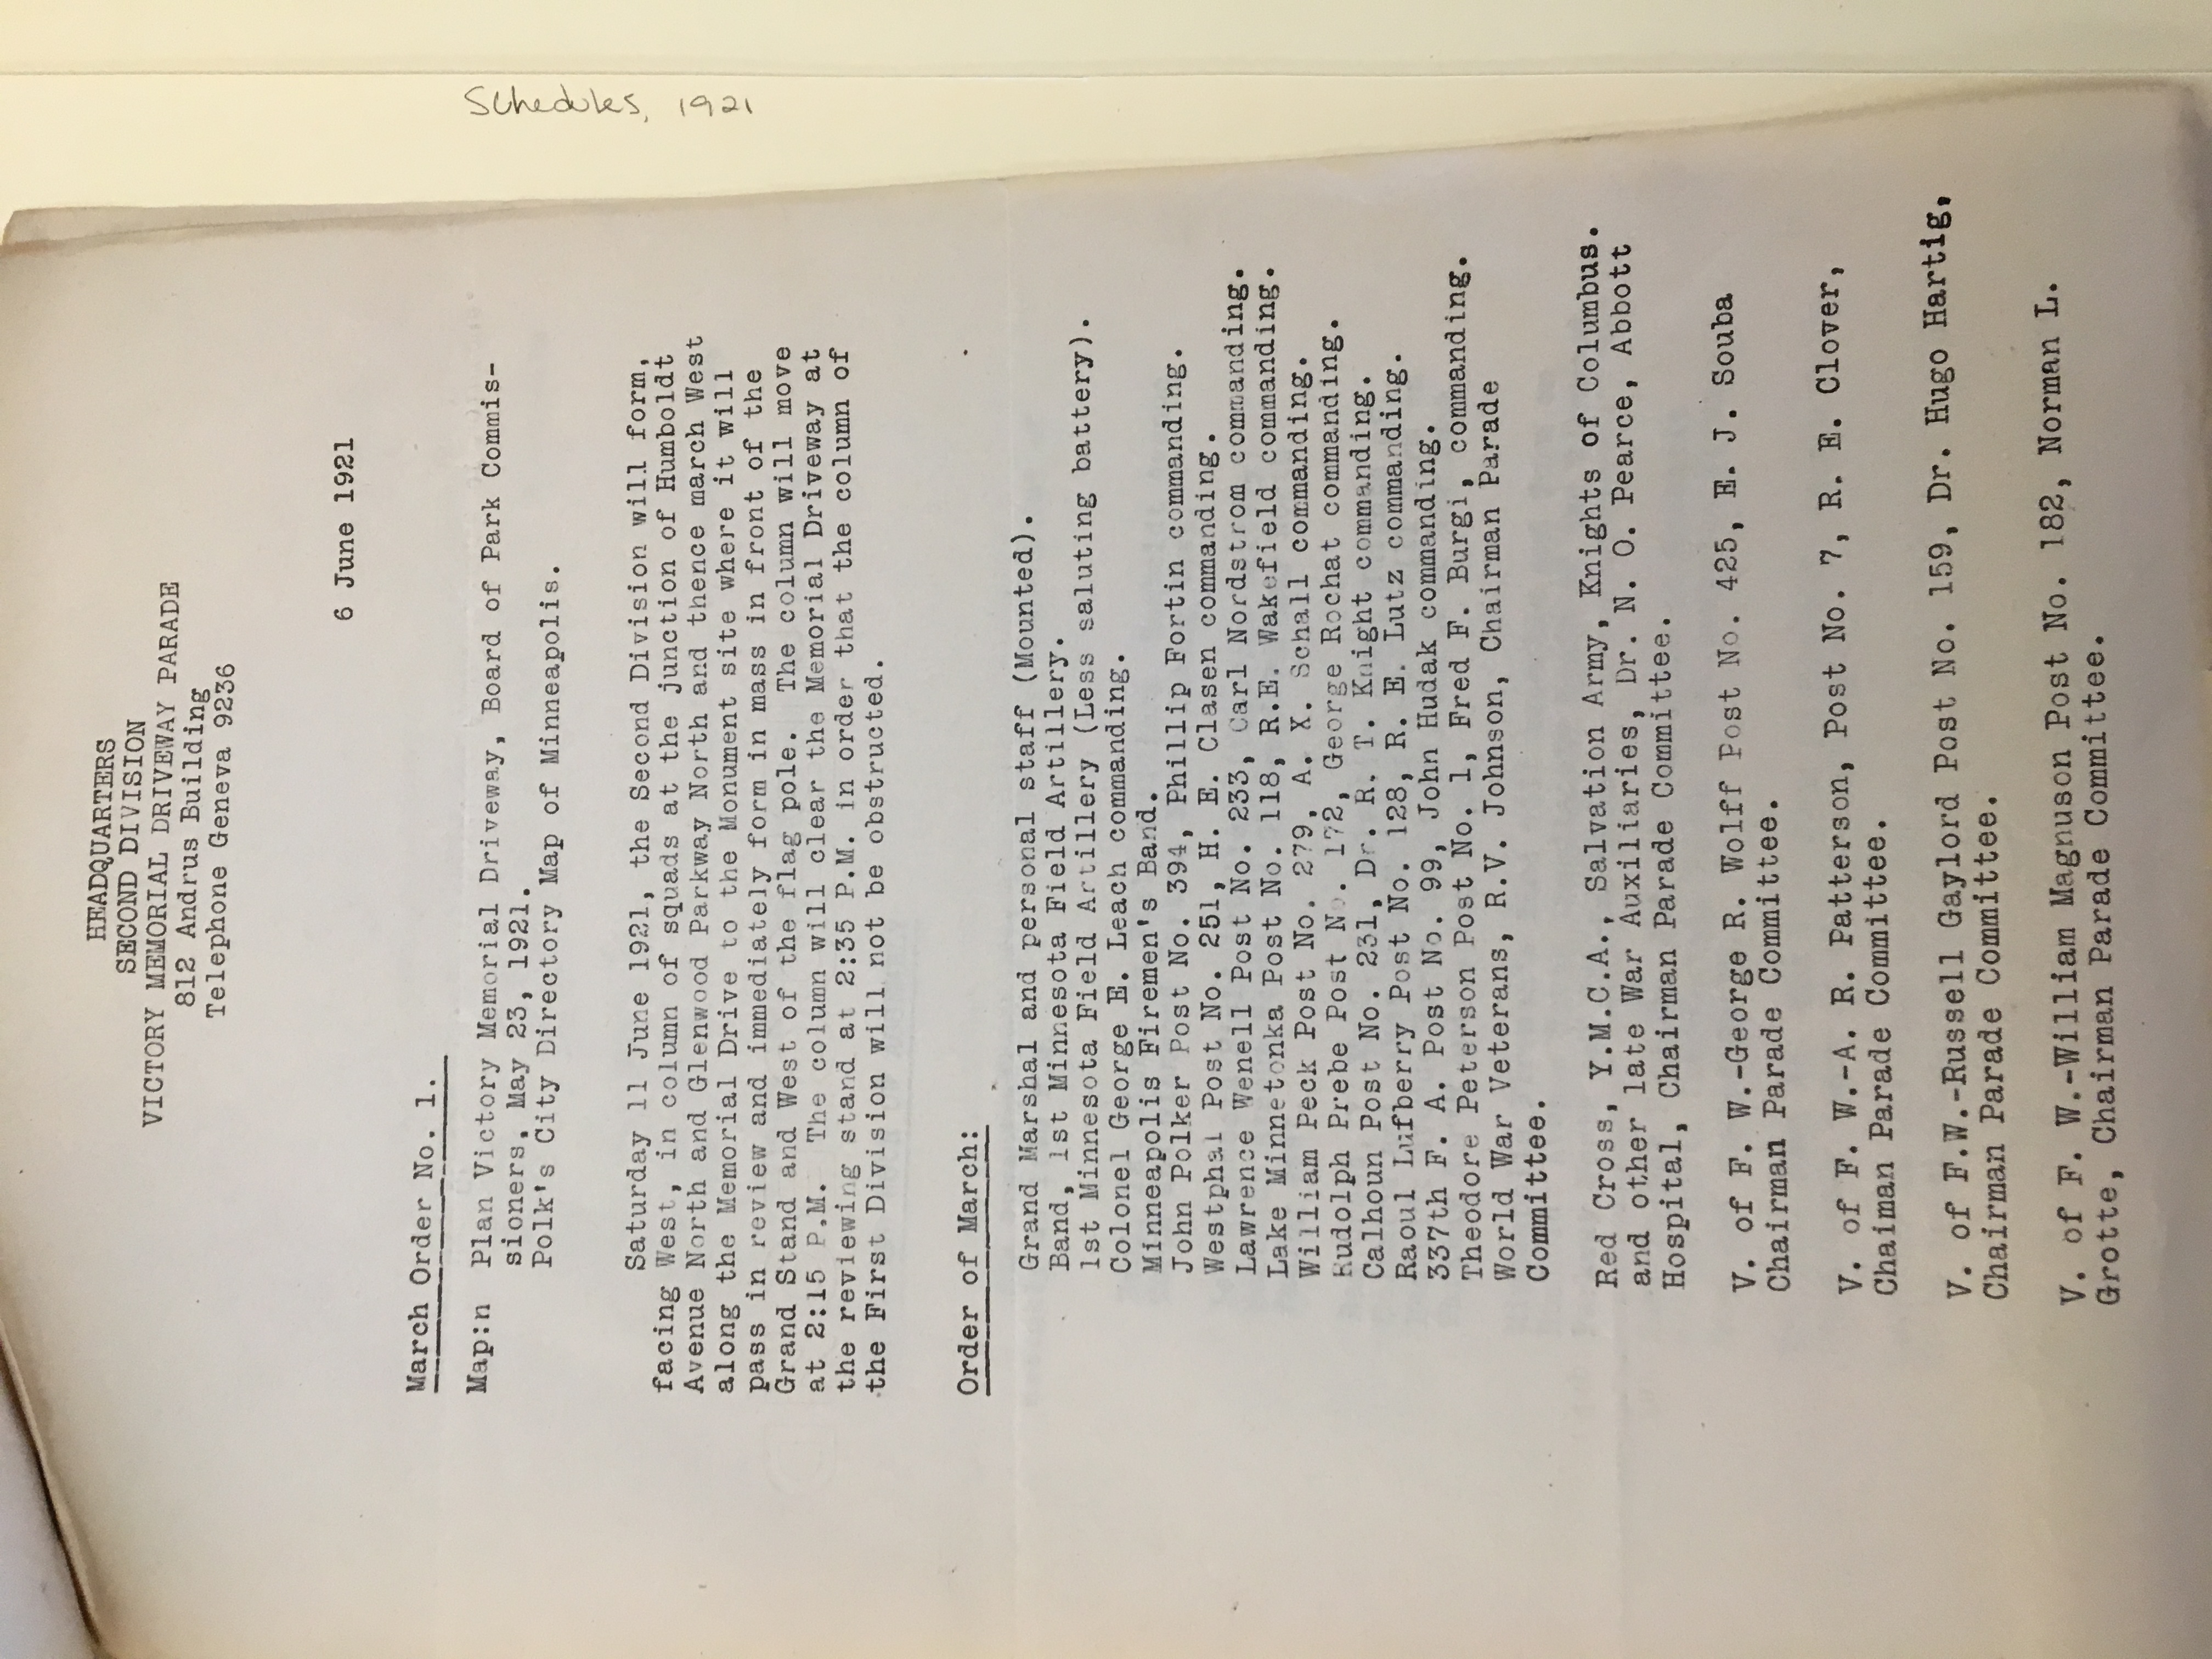 HEADQUARTERS
SECOND DIVISION
VICTORY MEMORIAL DRIVEWAY PARADE
812 Andrus Building
Telephone Geneva 9236
6 June 1921
March Order No. 1.
Map:n Plan Victory Memorial Driveway, Board of Park Commis-
sioners, May 23, 1921.
Polk's City Directory Map of Minneapolis.
Saturday 11 June 1921, the Second Division will form,
facing West, in column of squads at the junction of Humboldt
Avenue North and Glenwood Parkway North and thence march West
along the Memorial Drive to the Monument site where it will
pass in review and immediately form in mass in front of the
Grand Stand and West of the flag pole. The column will move
at 2:15 P.M. The column will clear the Memorial Driveway at
the reviewing stand at 2:35 P.M. in order that the column of
the First Division will not be obstructed.
Order of March:
Grand Marshal and personal staff (Mounted).
Band, 1st Minnesota Field Artillery.
1st Minnesota Field Artillery (Less saluting battery).
Colonel George E. Leach commanding.
Minneapolis Firemen's Band.
John Polker Post No. 394, Phillip Fortin commanding.
Westphal Post No. 251, H. E. Clasen commanding.
Lawrence Wenell Post No. 233, Carl Nordstrom commanding.
Lake Minnetonka Post No. 118, R.E. Wakefield commanding.
William Peck Post No. 279, A. X. Schall commanding.
Rudolph Prebe Post No. 172, George Rochat commanding.
Calhoun Post No. 231, Dr. R. T. Knight commanding.
Raoul Lufberry Post No. 128, R. E. Lutz commanding.
337th F. A. Post No. 99, John Hudak commanding.
Theodore Peterson Post No. 1, Fred F. Burgi, commanding.
World War Veterans, R.V. Johnson, Chairman Parade
Committee.
Red Cross, Y.M.C.A., Salvation Army, Knights of Columbus.
and other late War Auxiliaries, Dr. N. O. Pearce, Abbott
Hospital, Chairman Parade Committee.
V. of F. W.-George R. Wolff Post No. 425, E. J. Souba
Chairman Parade Committee.
V. of F. W.-A. R. Patterson, Post No. 7, R. E. Clover,
Chaiman Parade Committee.
V. of F.W.-Russell Gaylord Post No. 159, Dr. Hugo Hartig,
Chairman Parade Committee.
V. of F. W.-William Magnuson Post No. 182, Norman L.
Grotte, Chairman Parade Committee.
Schedules, 1921